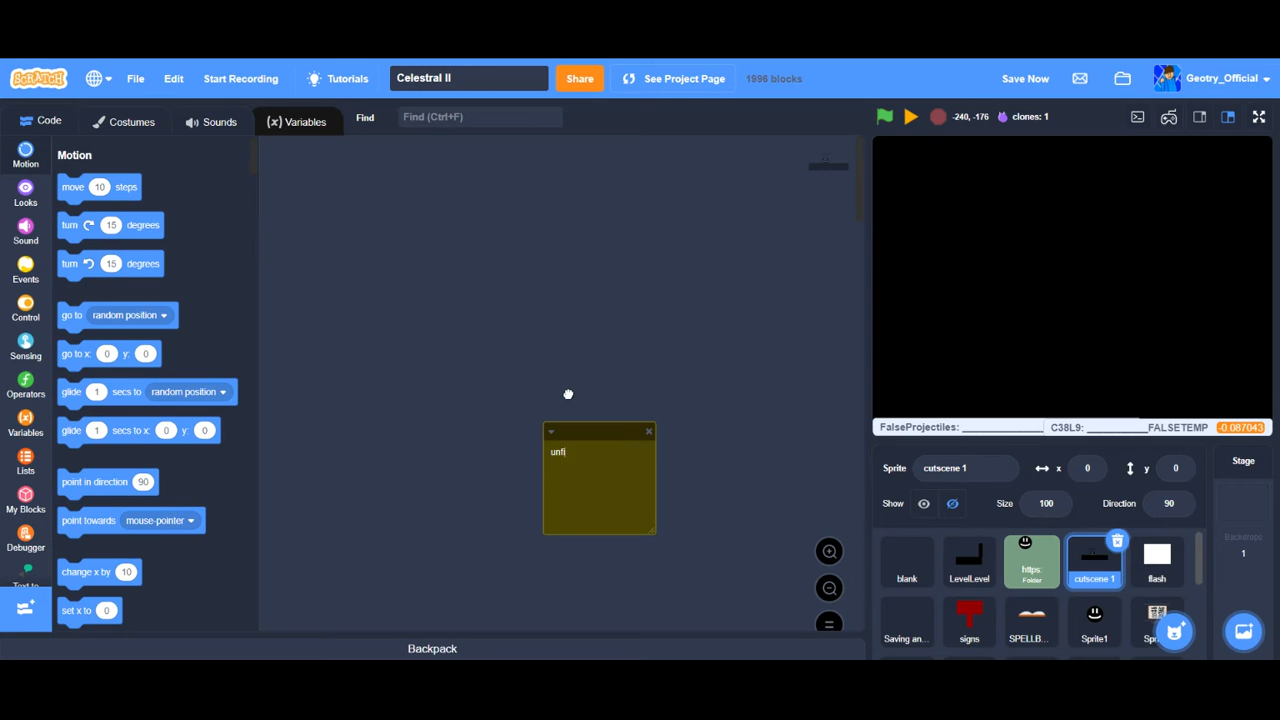 SCRATCH File Edit Start Recording Tutorials Celestral II Share See Project Page 1996 blocks Save Now Geotry_Official
Code Costumes Sounds (x) Variables Find Find (Ctrl+F) -240, -176 clones: 1
Motion
Looks
Sound
Events
Control
Sensing
Operators
Variables
Lists
My Blocks
Debugger
Text to
Motion
move 10 steps
turn 15 degrees
turn 15 degrees
go to random position
go to x: 0 y: 0
glide 1 secs to random position
glide 1 secs to x: 0 y: 0
point in direction 90
point towards mouse-pointer
change x by 10
set x to 0
unfi
Backpack
FalseProjectiles: C38L9: FALSETEMP -0.087043
Sprite cutscene 1 x 0 y 0
Show Size 100 Direction 90
Stage
Backdrops
1
blank LevelLevel https: cutscene 1 flash
Folder
Saving an... signs SPELLB... Sprite1 Spr